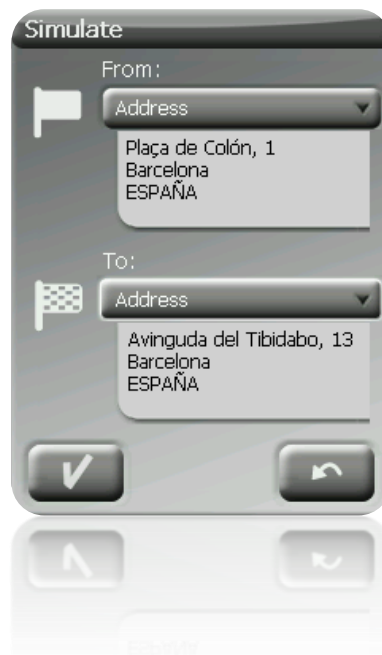 Simulate
From:
Address
Plaça de Colón, 1
Barcelona
ESPAÑA
To:
Address
Avinguda del Tibidabo, 13
Barcelona
ESPAÑA